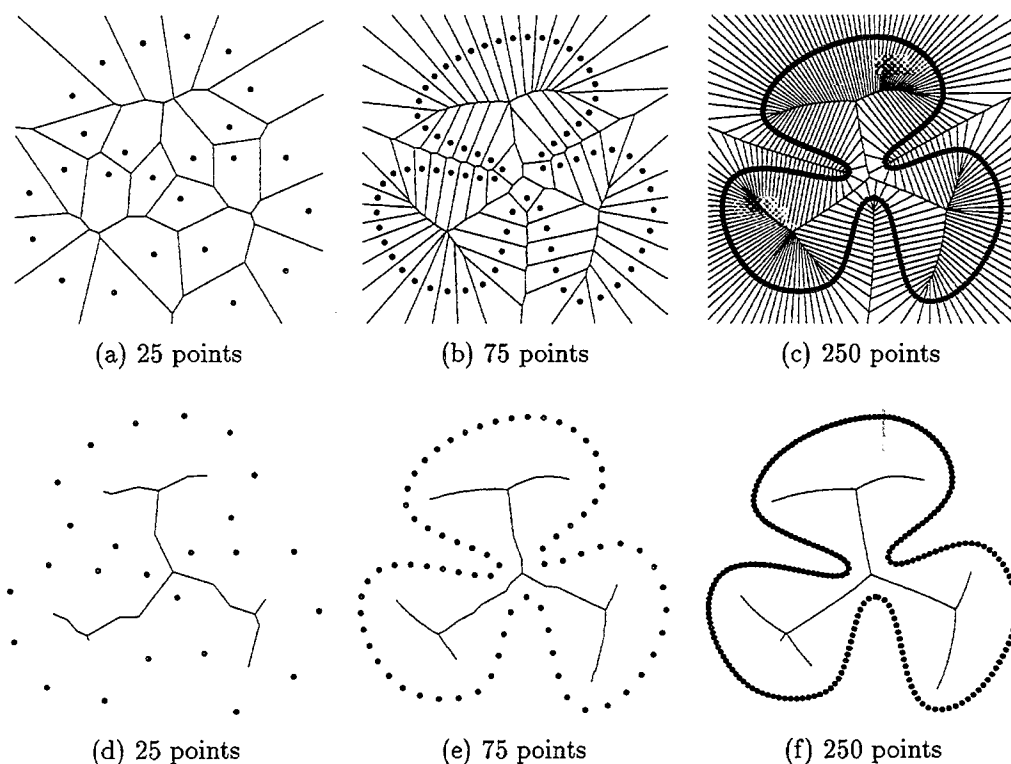 (a) 25 points
(b) 75 points
(c) 250 points
(d) 25 points
(e) 75 points
(f) 250 points